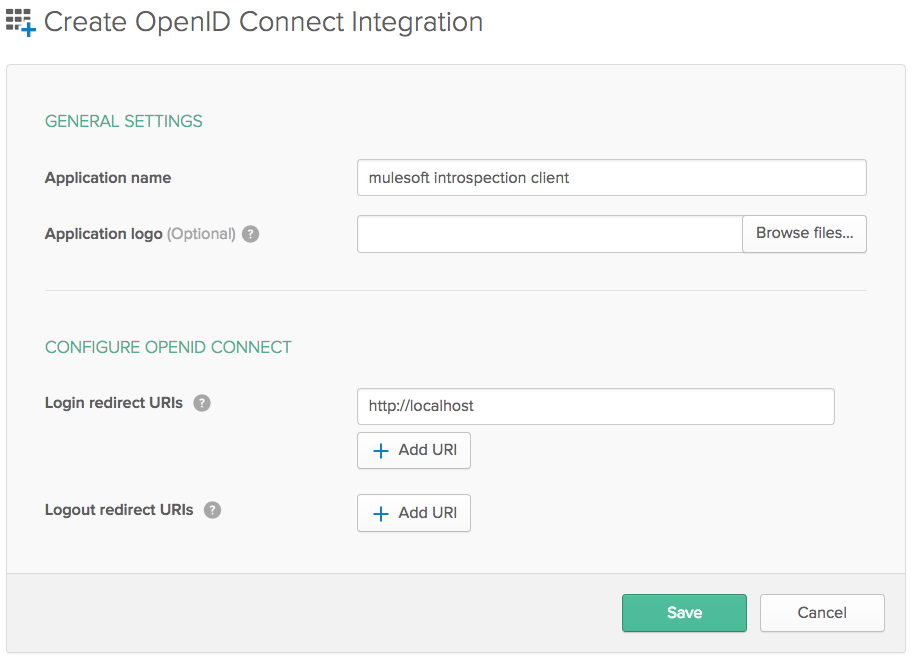 Create OpenID Connect Integration
GENERAL SETTINGS
Application name
mulesoft introspection client
Application logo (Optional) ?
Browse files...
CONFIGURE OPENID CONNECT
Login redirect URIs ?
http://localhost
+ Add URI
Logout redirect URIs ?
+ Add URI
Save
Cancel